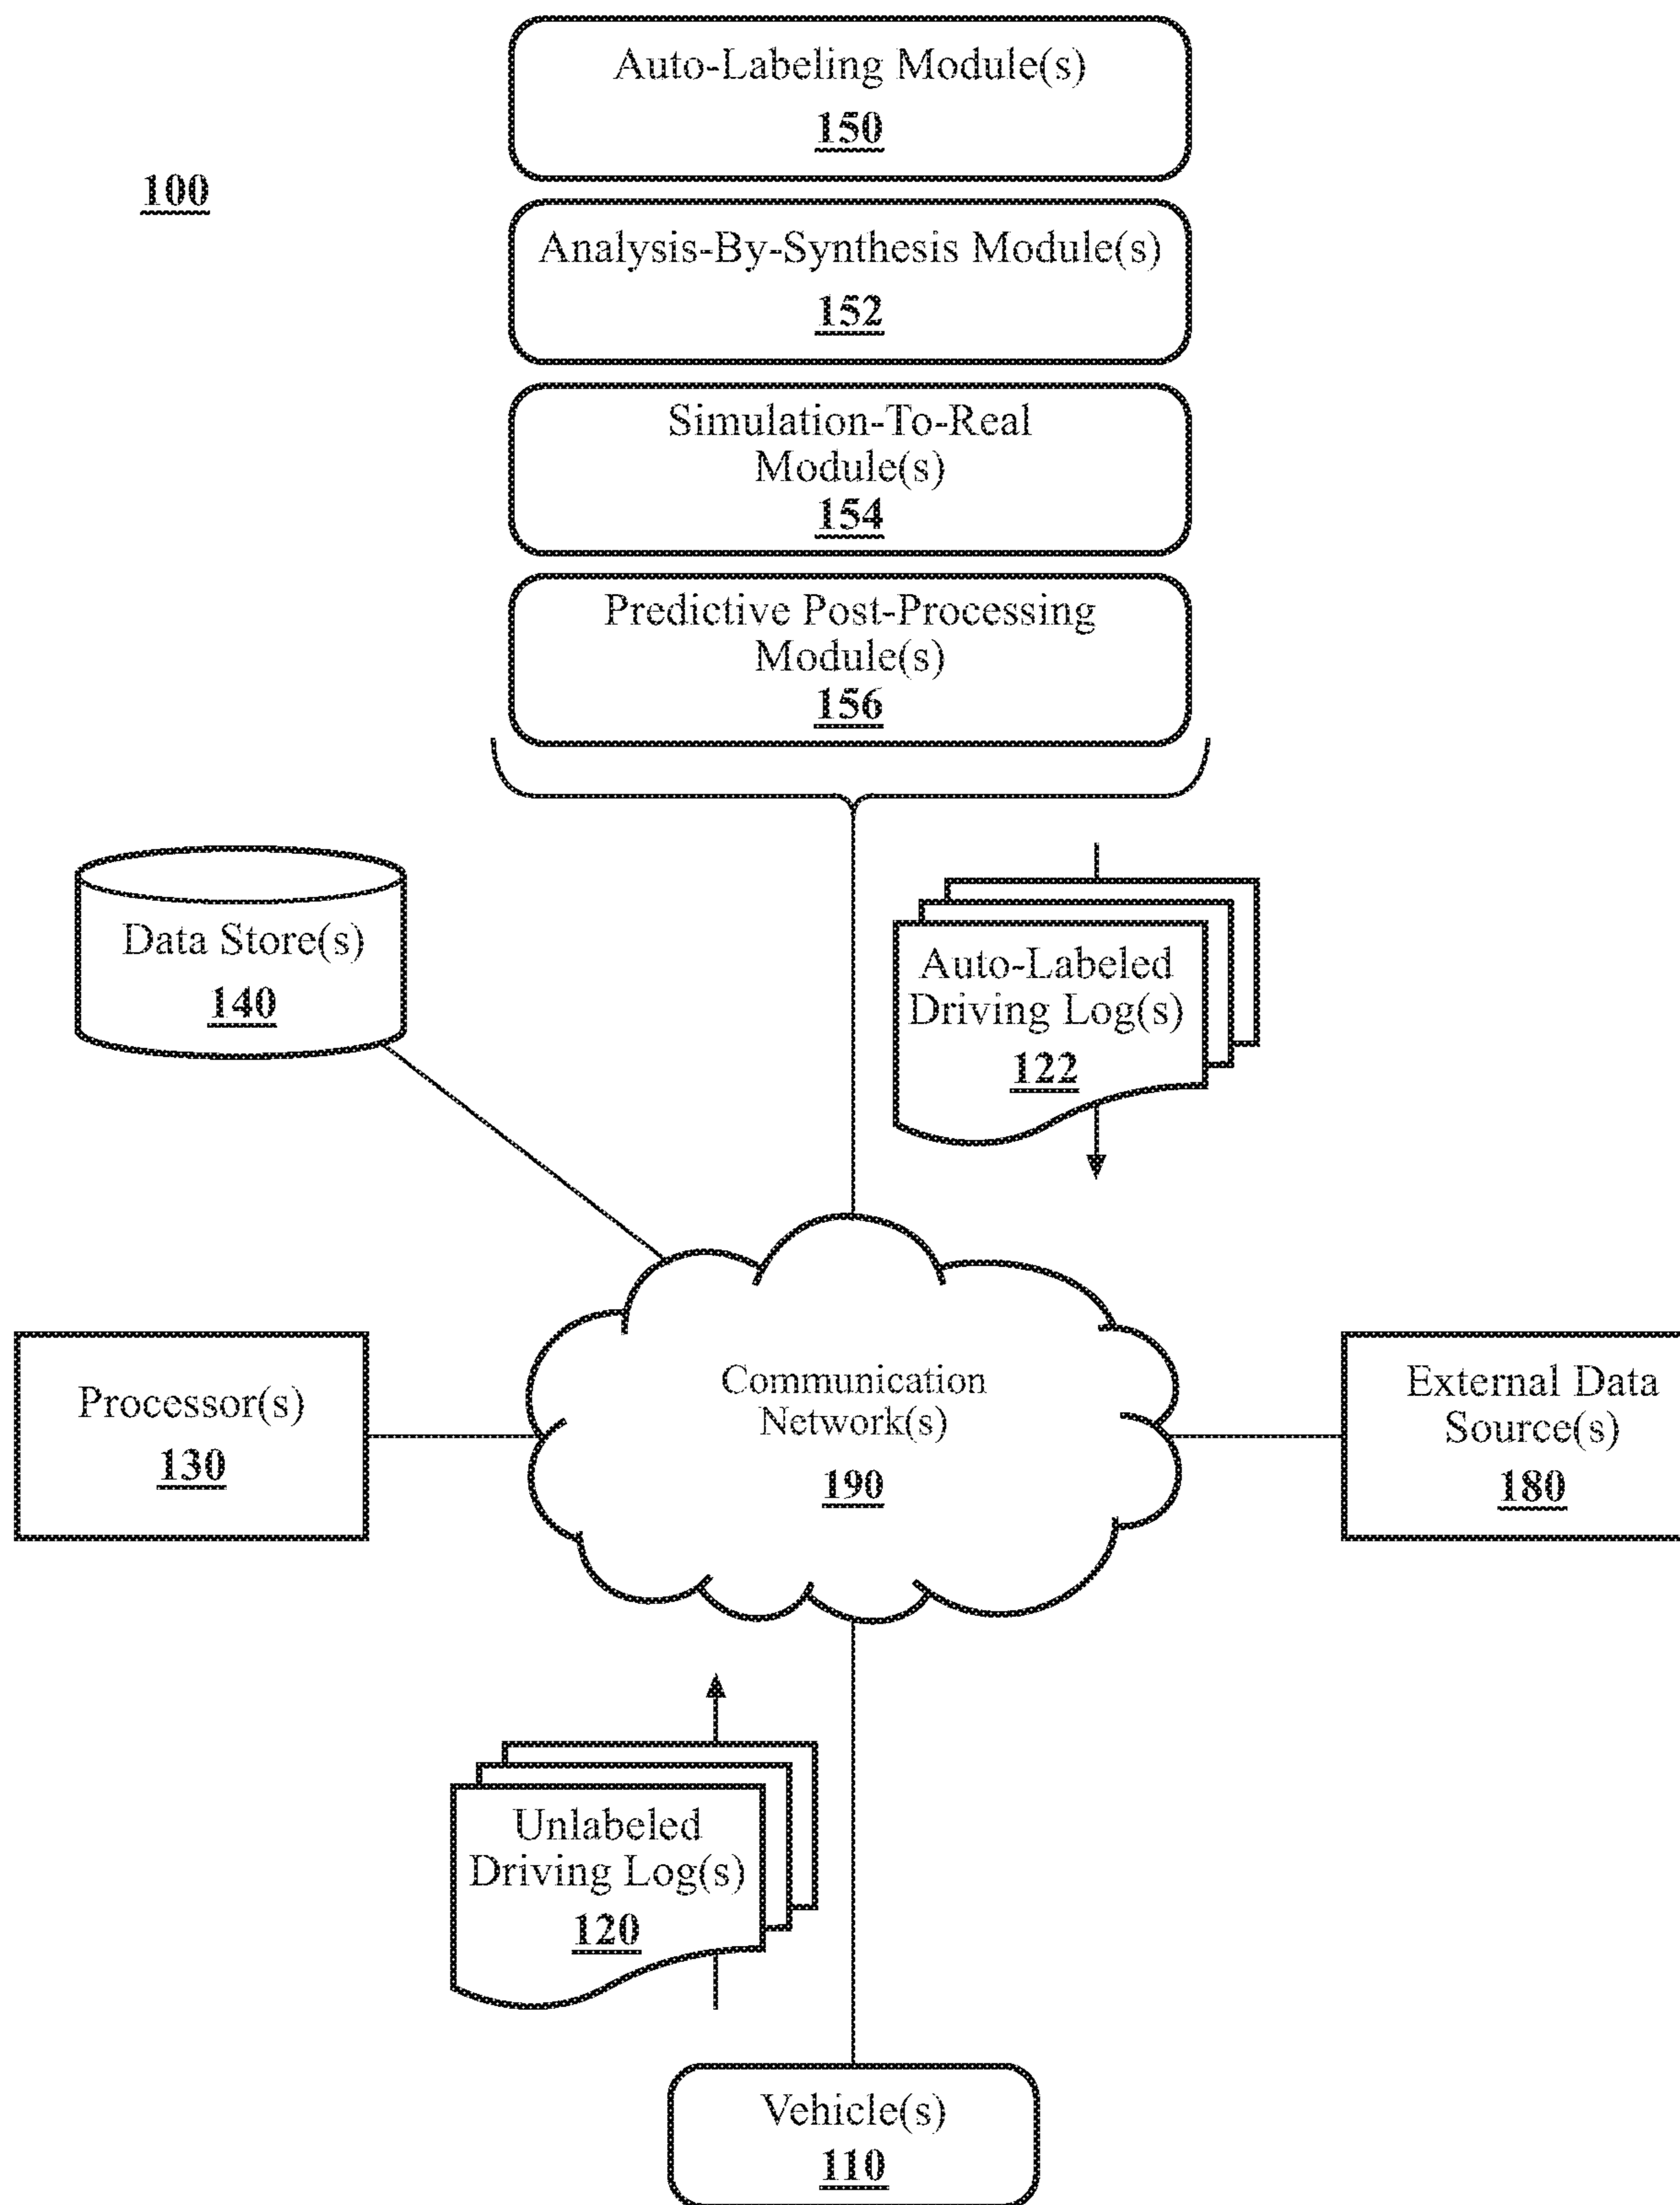 Auto-Labeling Module(s)
150
100
Analysis-By-Synthesis Module(s)
152
Simulation-To-Real
Module(s)
154
Predictive Post-Processing
Module(s)
156
Data Store(s)
140
Auto-Labeled
Driving Log(s)
122
Processor(s)
130
Communication
Network(s)
190
External Data
Source(s)
180
Unlabeled
Driving Log(s)
120
Vehicle(s)
110